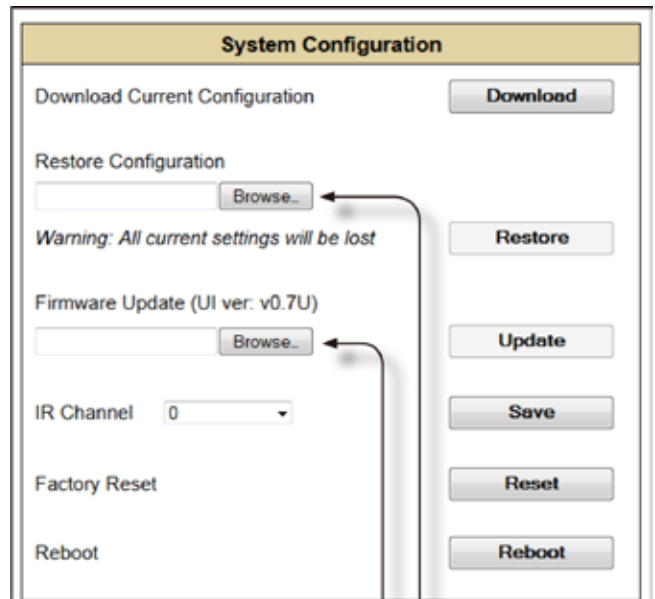 System Configuration
Download Current Configuration Download
Restore Configuration
Browse..
Warning: All current settings will be lost Restore
Firmware Update (UI ver: v0.7U)
Browse.. Update
IR Channel 0 Save
Factory Reset Reset
Reboot Reboot